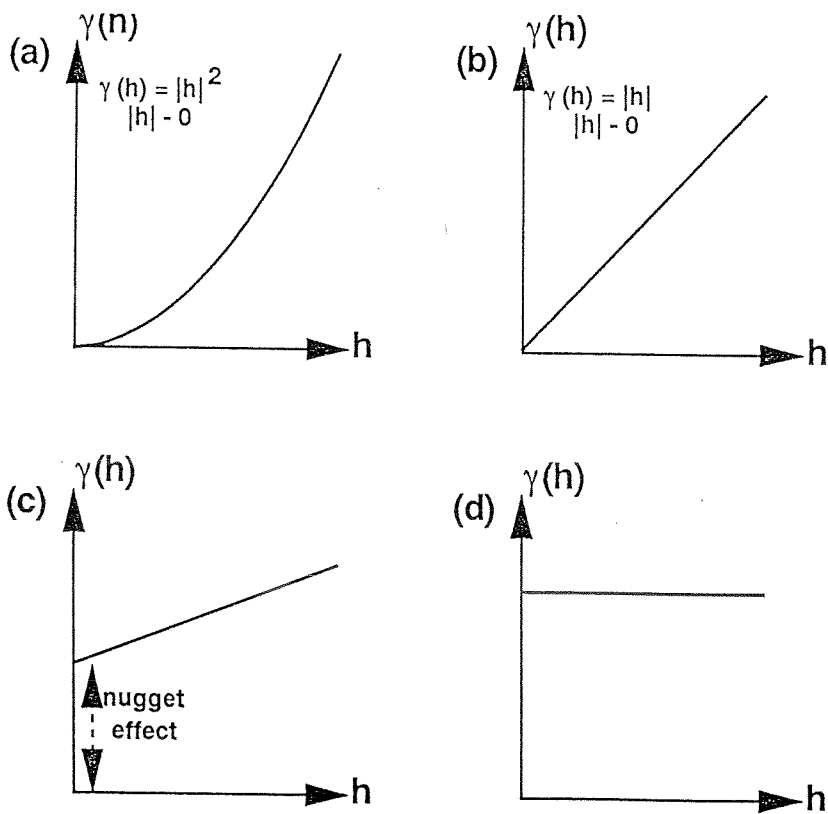 γ(h)
(a)
γ (h) = |h| 2
|h| - 0
h
γ(h)
(b)
γ (h) = |h|
|h| - 0
h
γ(h)
(c)
nugget
effect
h
γ(h)
(d)
h